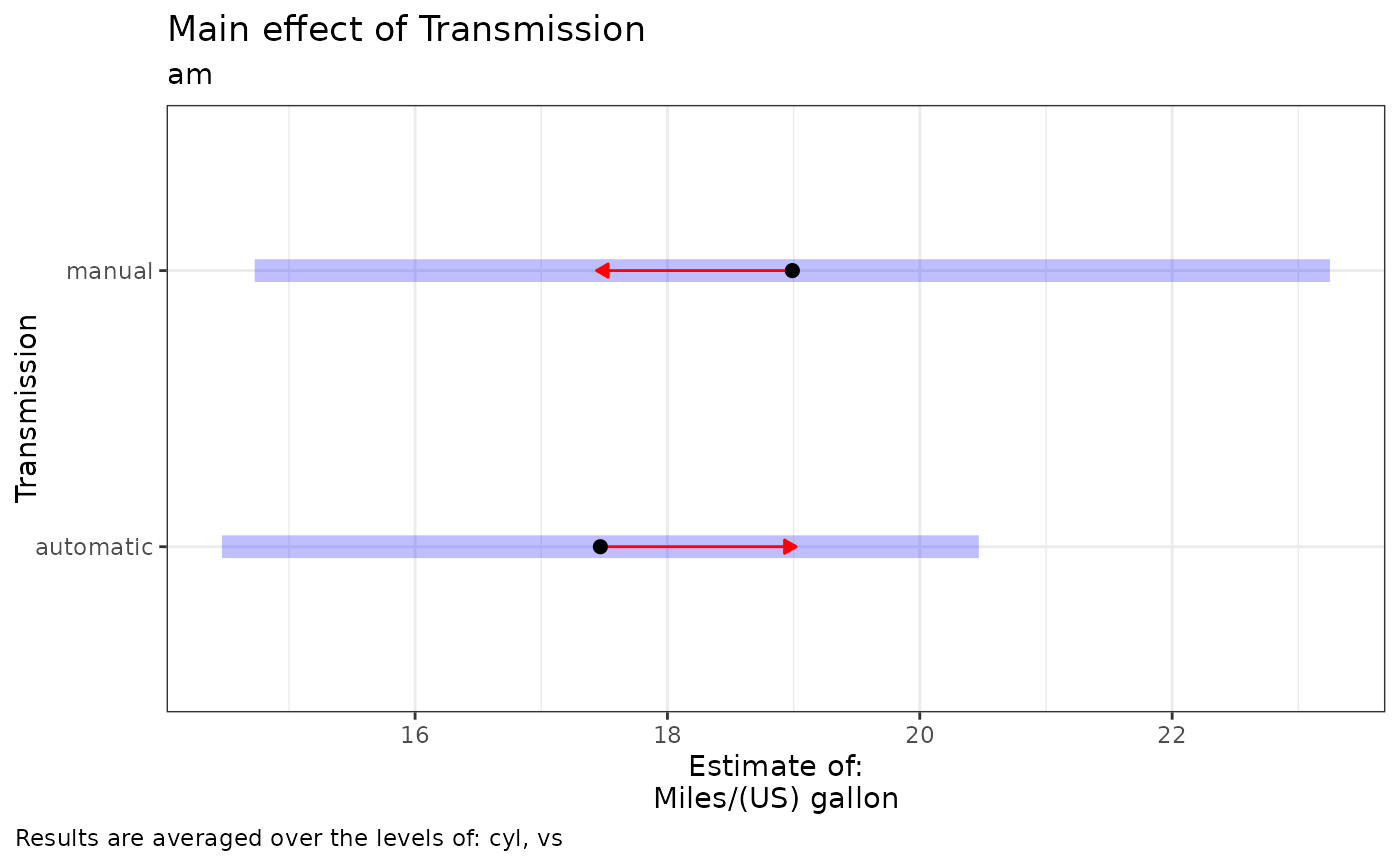 Main effect of Transmission
am
Transmission
manual
automatic
16 18 20 22
Estimate of:
Miles/(US) gallon
Results are averaged over the levels of: cyl, vs